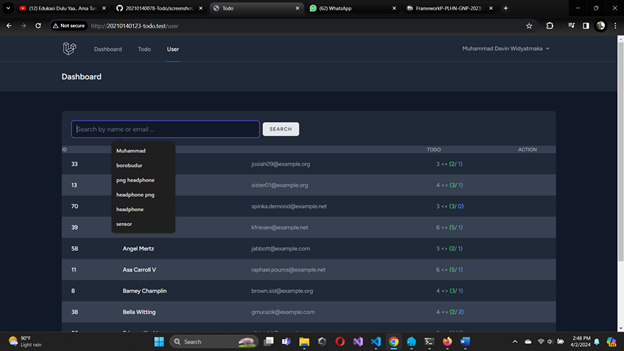 (12) Edukasi Dulu Yaa.. Ama Ta
20210140078-Todo/screenshot
Todo
(6) WhatsApp
FrameworkP-PLHN-GNP-2023
Not secure
http://20210140123-todo.test/user
Dashboard
Todo
User
Muhammad Davin Widyatmaka
Dashboard
Search by name or email ...
SEARCH
ID
TODO
ACTION
Muhammad
borobudur
png headphone
headphone png
headphone
sensor
33 josiah09@example.org 3 <> (2/ 1)
13 sister01@example.org 4 <> (3/ 1)
70 spinka.demond@example.net 3 <> (3/ 0)
39 kfriesen@example.net 6 <> (5/ 1)
58 Angel Mertz jabbott@example.com 3 <> (2/ 1)
11 Asa Carroll V raphael.pouros@example.net 6 <> (5/ 1)
8 Barney Champlin brown.sid@example.org 4 <> (3/ 1)
38 Bella Witting gmurazik@example.com 4 <> (2/ 2)
90°F
Light rain
Search
2:48 PM
4/2/2024